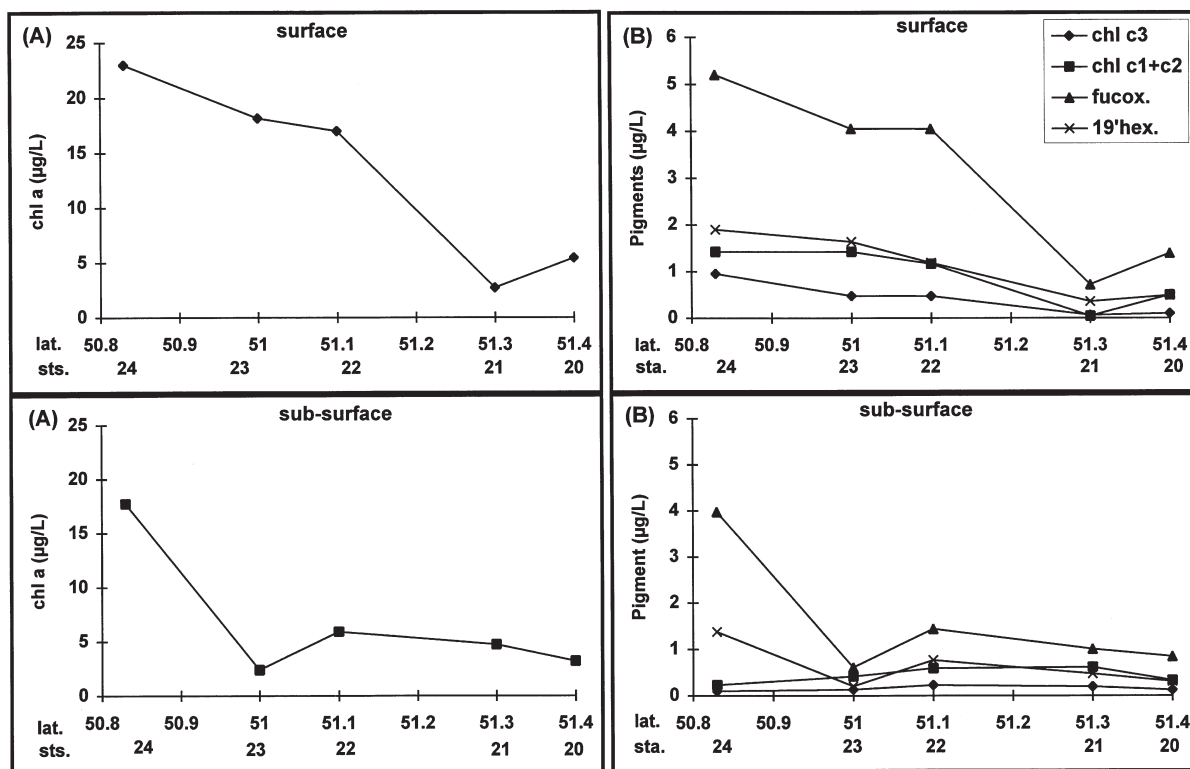 (A)
surface
chl a (µg/L)
25
20
15
10
5
0
lat. 50.8 50.9 51 51.1 51.2 51.3 51.4
sts. 24 23 22 21 20
(B)
surface
chl c3
chl c1+c2
fucox.
19'hex.
Pigments (µg/L)
6
5
4
3
2
1
0
lat. 50.8 50.9 51 51.1 51.2 51.3 51.4
sta. 24 23 22 21 20
(A)
sub-surface
chl a (µg/L)
25
20
15
10
5
0
lat. 50.8 50.9 51 51.1 51.2 51.3 51.4
sts. 24 23 22 21 20
(B)
sub-surface
Pigment (µg/L)
6
5
4
3
2
1
0
lat. 50.8 50.9 51 51.1 51.2 51.3 51.4
sta. 24 23 22 21 20